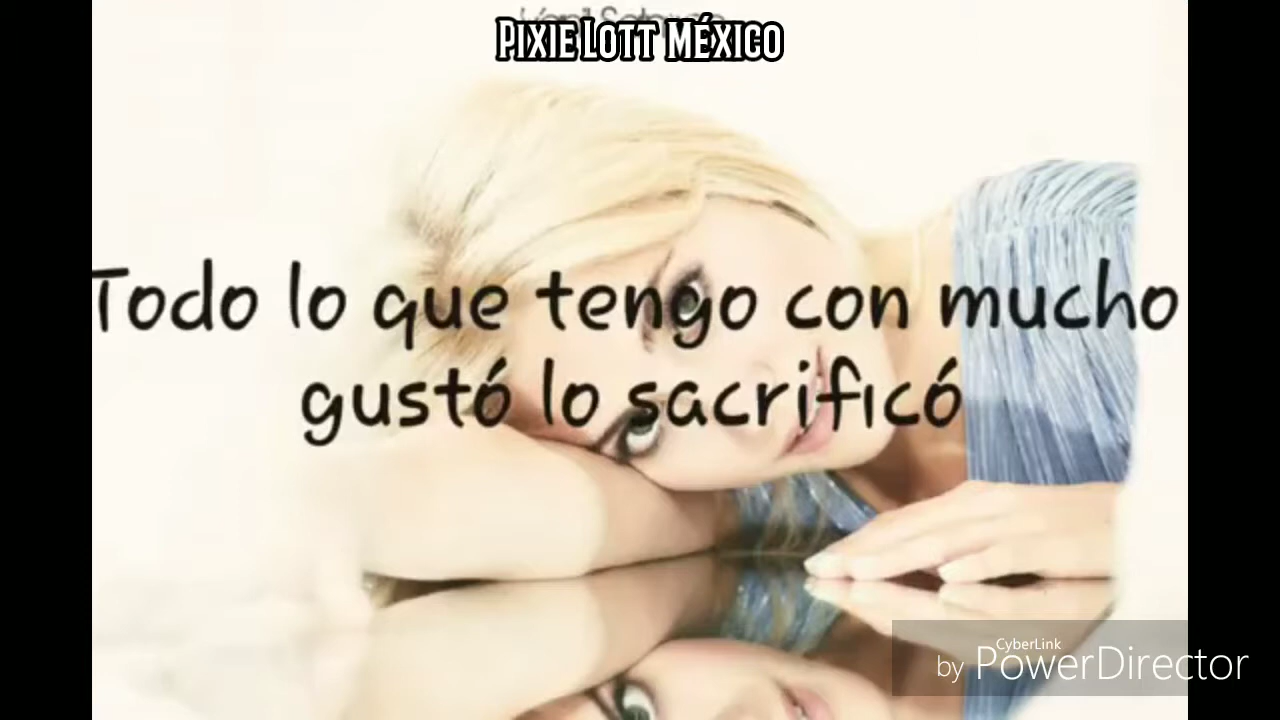 Pixie Lott México
Todo lo que tengo con mucho
gustó lo sacrificó
CyberLink
by PowerDirector